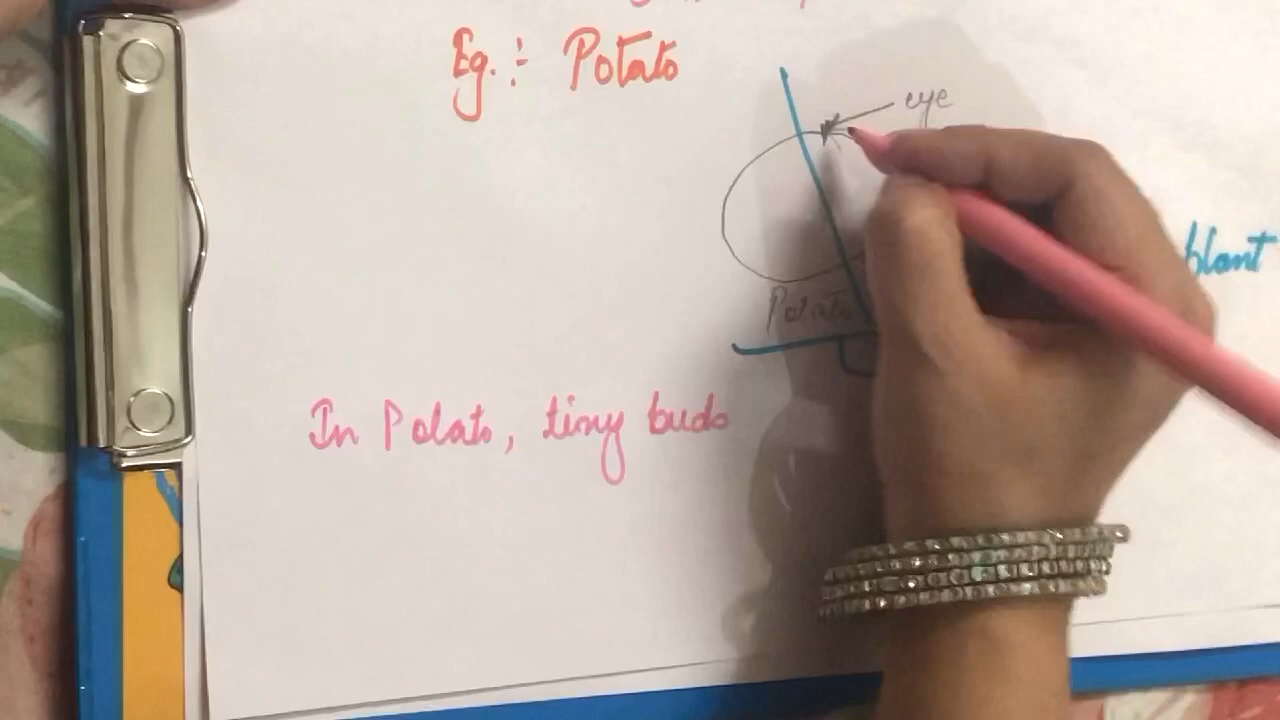 Eg. :- Potato
eye
plant
Potato
In Potato, tiny buds